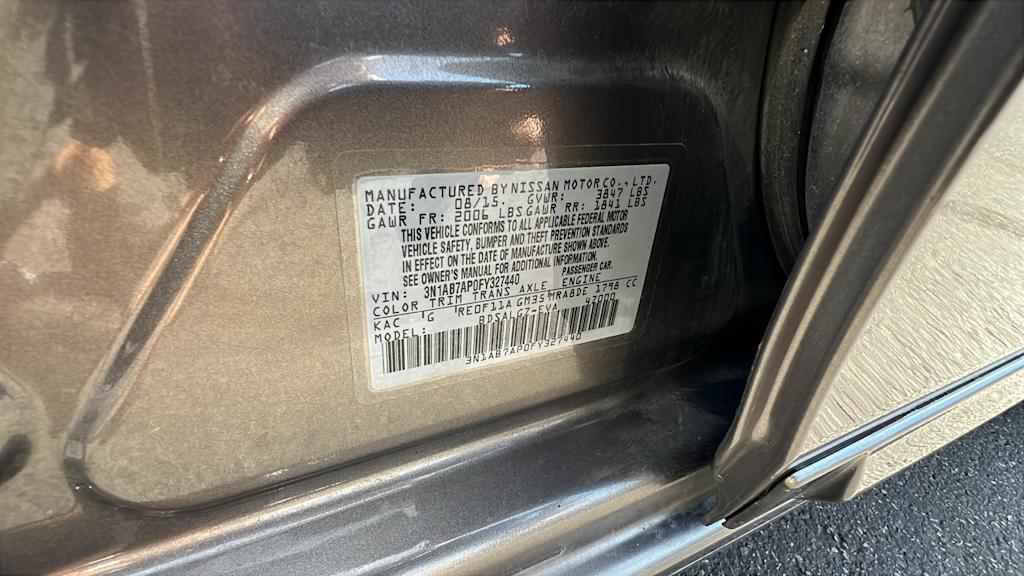 MANUFACTURED BY NISSAN MOTOR CO., LTD.
DATE: 08/15. GVWR: 3847 LBS
GAWR FR: 2006 LBS GAWR RR: 1841 LBS
THIS VEHICLE CONFORMS TO ALL APPLICABLE FEDERAL MOTOR
VEHICLE SAFETY, BUMPER AND THEFT PREVENTION STANDARDS
IN EFFECT ON THE DATE OF MANUFACTURE SHOWN ABOVE.
SEE OWNER'S MANUAL FOR ADDITIONAL INFORMATION.
VIN: 3N1AB7AP0FY327440 PASSENGER CAR.
COLOR TRIM TRANS AXLE ENGINE
KAC G RE0F11A GM35 MRA8DE 1798 CC
MODEL: BDSALG7-EVA 47000
3N1AB7AP0FY327440